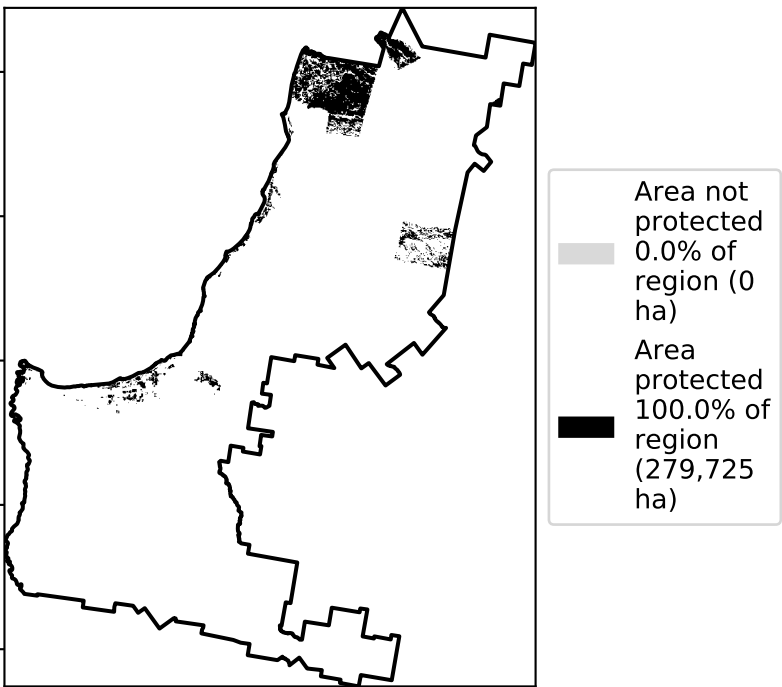 Area not
protected
0.0% of
region (0
ha)
Area
protected
100.0% of
region
(279,725
ha)